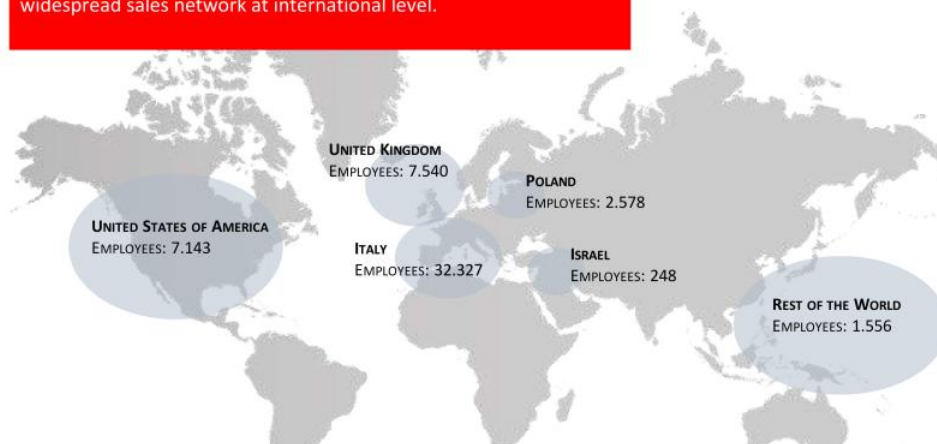 widespread sales network at international level.
UNITED KINGDOM
EMPLOYEES: 7.540
POLAND
EMPLOYEES: 2.578
UNITED STATES OF AMERICA
EMPLOYEES: 7.143
ITALY
EMPLOYEES: 32.327
ISRAEL
EMPLOYEES: 248
REST OF THE WORLD
EMPLOYEES: 1.556